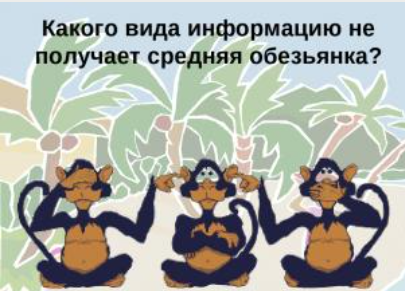 Какого вида информацию не
получает средняя обезьянка?